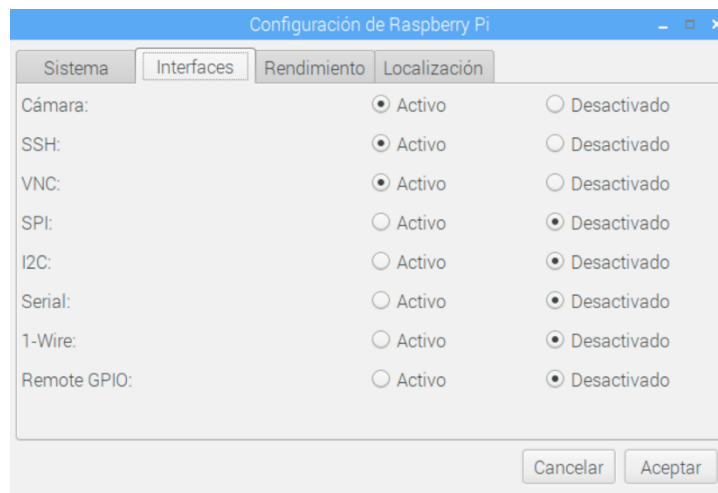 Configuración de Raspberry Pi
Sistema Interfaces Rendimiento Localización
Cámara: Activo Desactivado
SSH: Activo Desactivado
VNC: Activo Desactivado
SPI: Activo Desactivado
I2C: Activo Desactivado
Serial: Activo Desactivado
1-Wire: Activo Desactivado
Remote GPIO: Activo Desactivado
Cancelar Aceptar